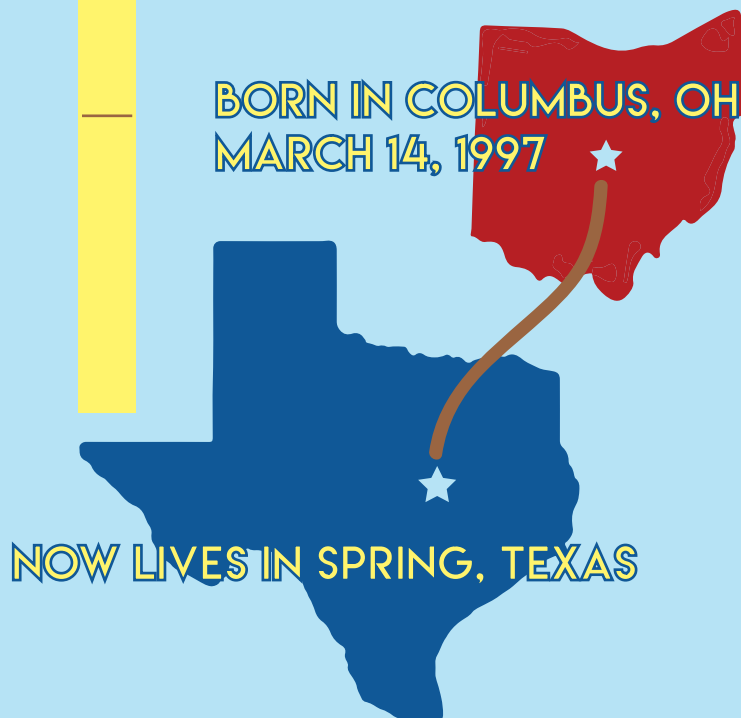 BORN IN COLUMBUS, OH
MARCH 14, 1997
NOW LIVES IN SPRING, TEXAS